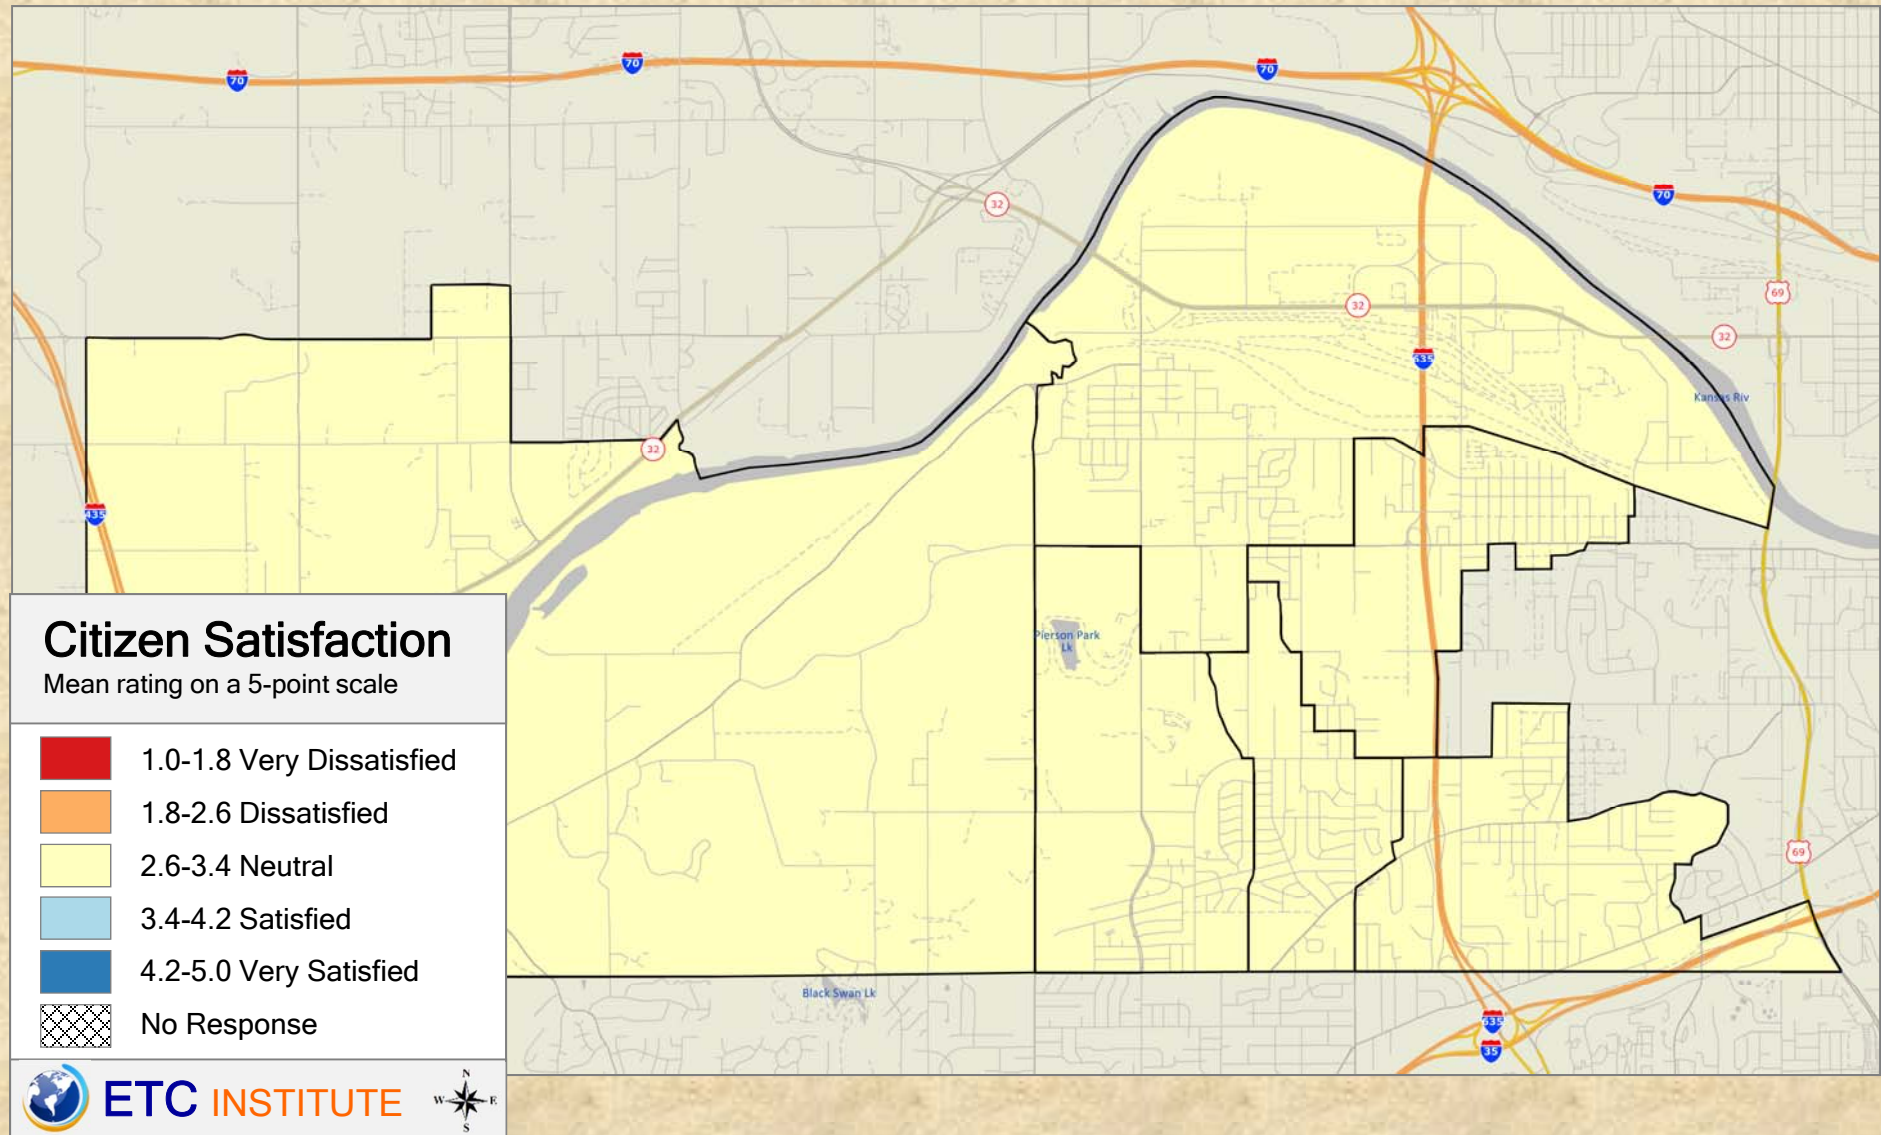 70
70
70
70
32
69
32
32
635
Kansas Riv
32
435
Pierson Park
Lk
69
Black Swan Lk
635
35
Citizen Satisfaction
Mean rating on a 5-point scale
1.0-1.8 Very Dissatisfied
1.8-2.6 Dissatisfied
2.6-3.4 Neutral
3.4-4.2 Satisfied
4.2-5.0 Very Satisfied
No Response
ETC INSTITUTE
N
W E
S